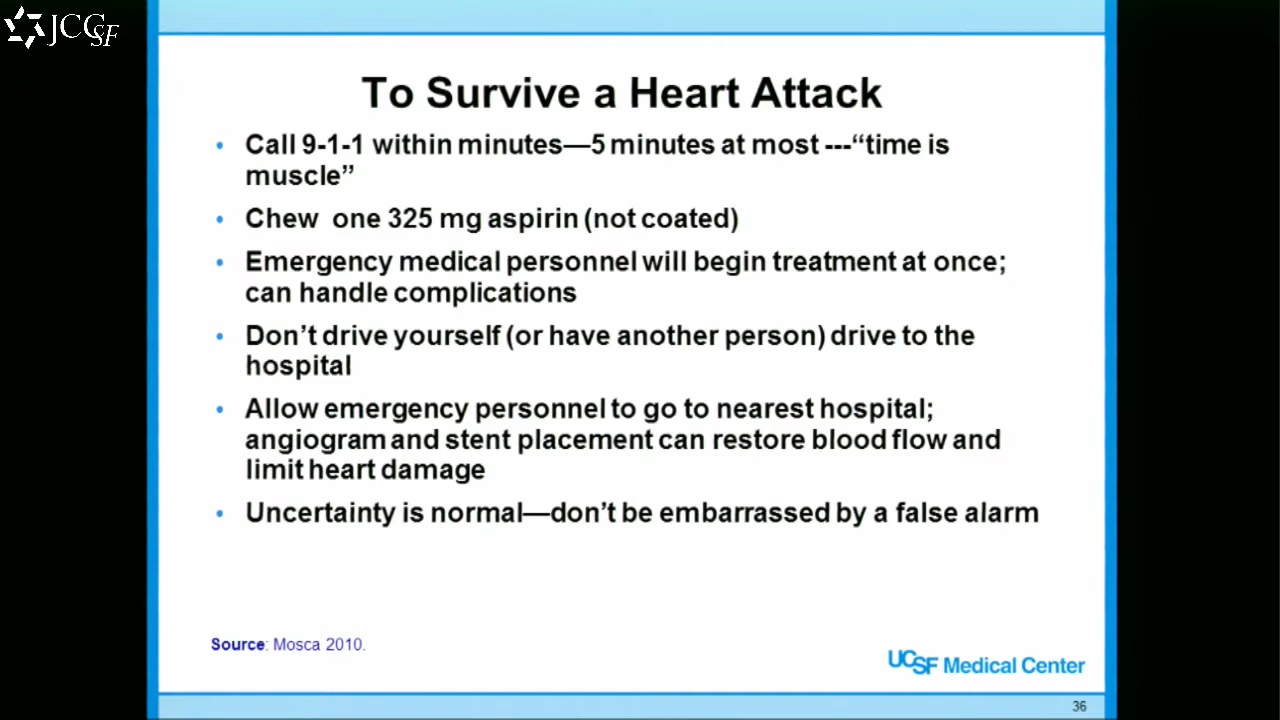 JCCSF
To Survive a Heart Attack
• Call 9-1-1 within minutes—5 minutes at most ---“time is
muscle”
• Chew one 325 mg aspirin (not coated)
• Emergency medical personnel will begin treatment at once;
can handle complications
• Don’t drive yourself (or have another person) drive to the
hospital
• Allow emergency personnel to go to nearest hospital;
angiogram and stent placement can restore blood flow and
limit heart damage
• Uncertainty is normal—don’t be embarrassed by a false alarm
Source: Mosca 2010.
UCSF Medical Center
36